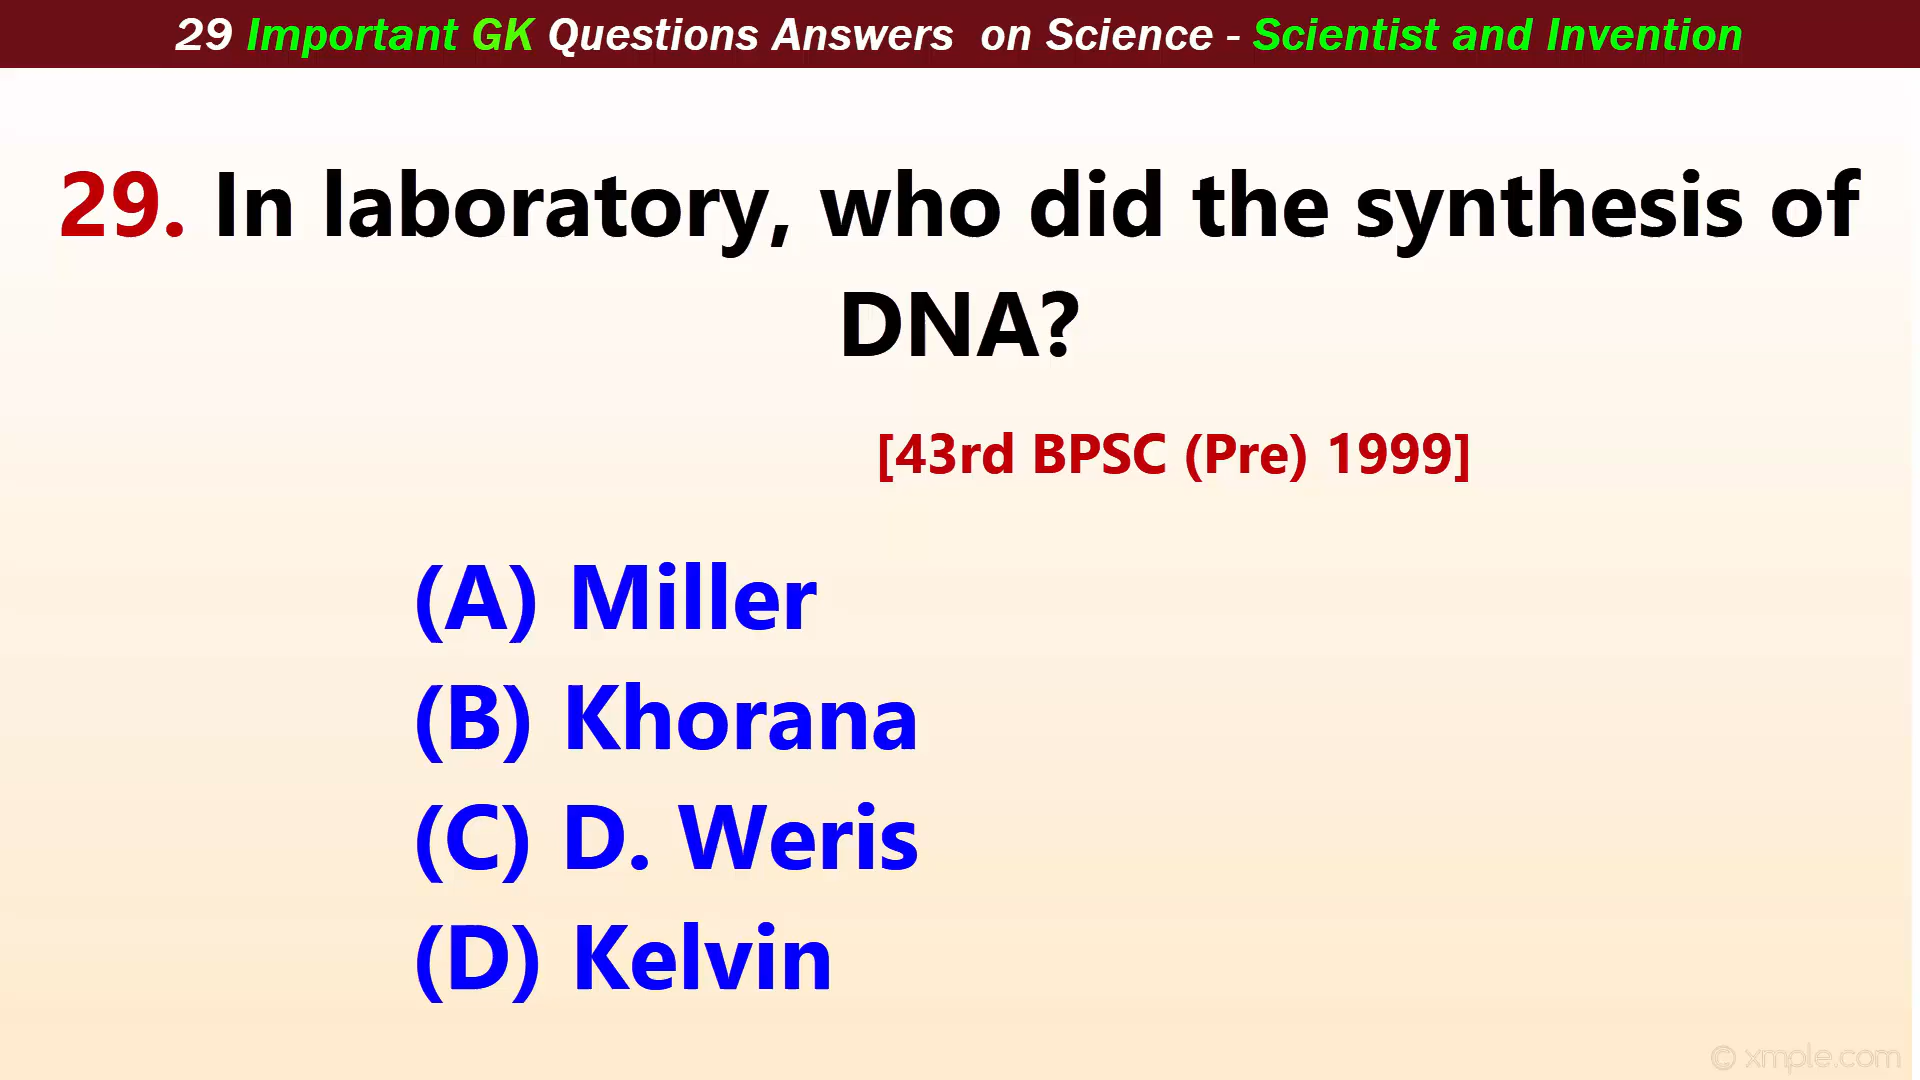 29 Important GK Questions Answers on Science - Scientist and Invention
29. In laboratory, who did the synthesis of
DNA?
[43rd BPSC (Pre) 1999]
(A) Miller
(B) Khorana
(C) D. Weris
(D) Kelvin
© xmple.com